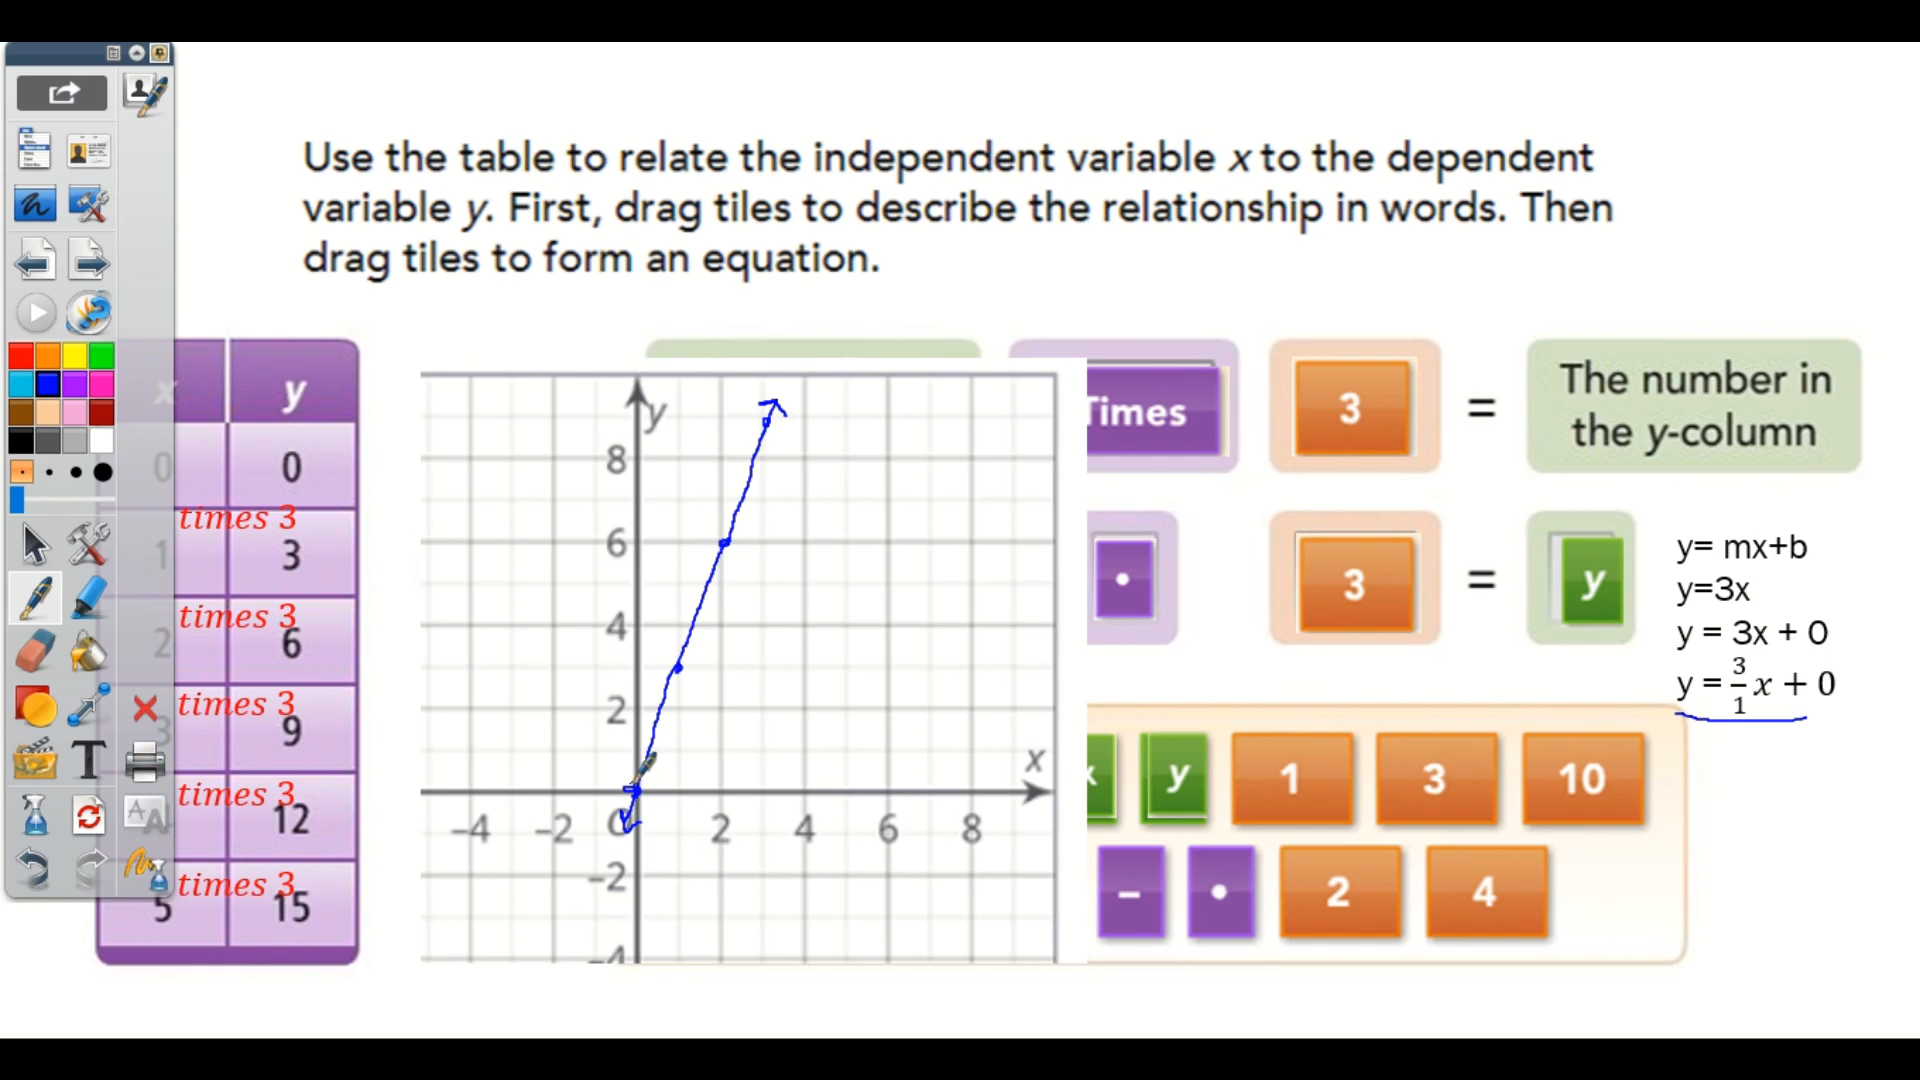 Use the table to relate the independent variable x to the dependent
variable y. First, drag tiles to describe the relationship in words. Then
drag tiles to form an equation.
x y
0 0
times 3
1 3
times 3
2 6
times 3
3 9
times 3
12
times 3
5 15
y
8
6
4
2
x
-4 -2 0 2 4 6 8
-2
-4
Times 3 = The number in
the y-column
• 3 = y
y= mx+b
y=3x
y = 3x + 0
y = 3/1 x + 0
x y 1 3 10
– • 2 4
T
AA